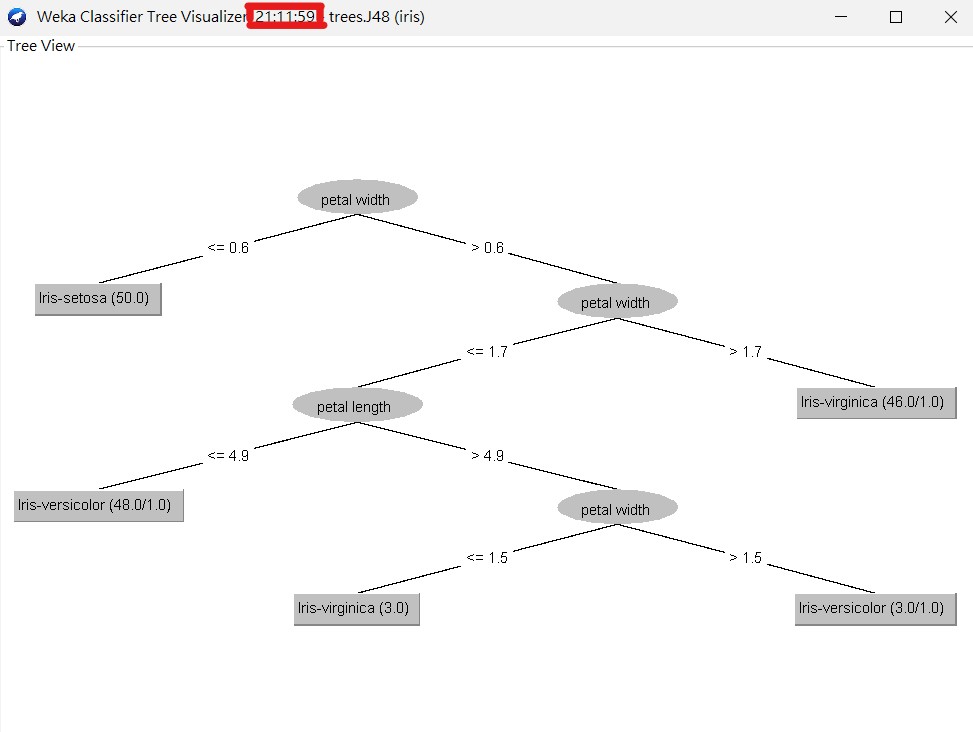 Weka Classifier Tree Visualizer: 21:11:59 - trees.J48 (iris)
Tree View
petal width
<= 0.6
> 0.6
Iris-setosa (50.0)
petal width
<= 1.7
> 1.7
petal length
Iris-virginica (46.0/1.0)
<= 4.9
> 4.9
Iris-versicolor (48.0/1.0)
petal width
<= 1.5
> 1.5
Iris-virginica (3.0)
Iris-versicolor (3.0/1.0)